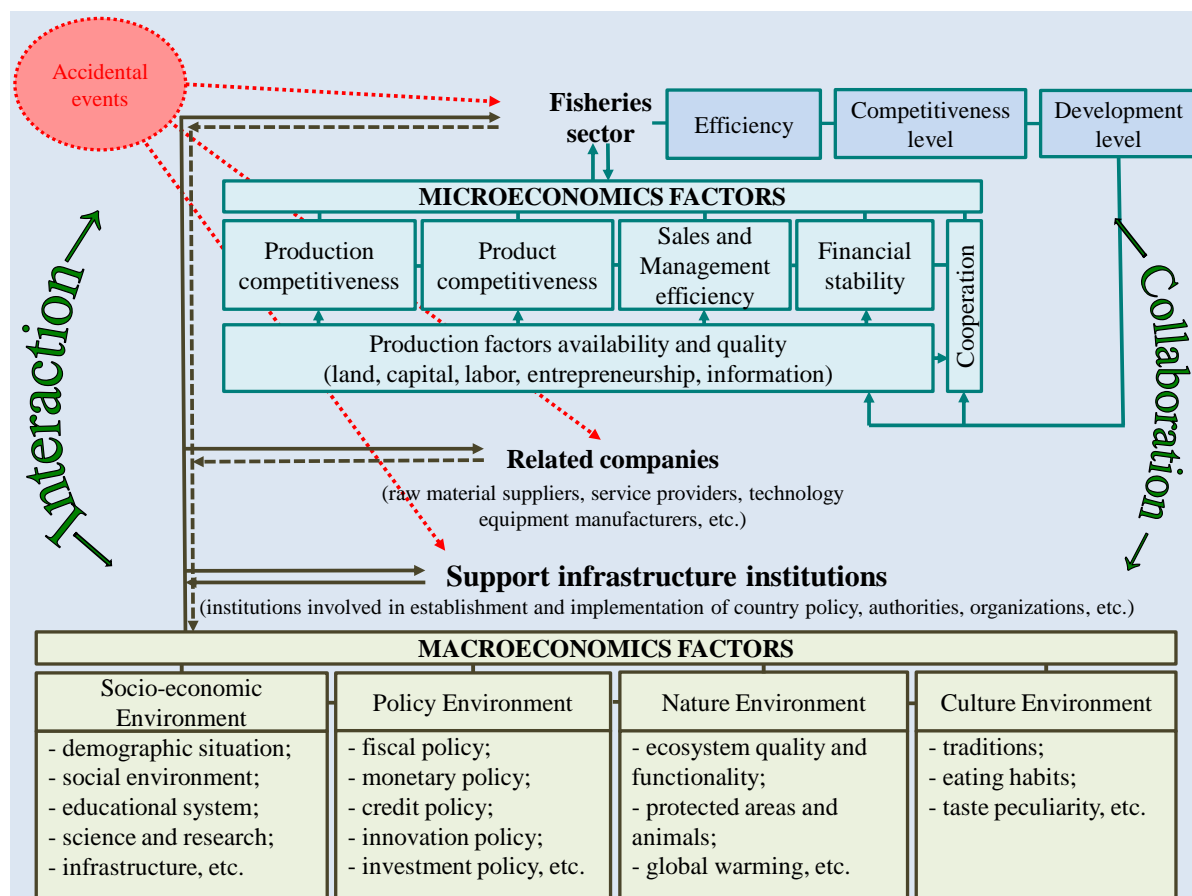 Accidental
events
Fisheries
sector
Efficiency
Competitiveness
level
Development
level
MICROECONOMICS FACTORS
Production
competitiveness
Product
competitiveness
Sales and
Management
efficiency
Financial
stability
Cooperation
Production factors availability and quality
(land, capital, labor, entrepreneurship, information)
Interaction
Collaboration
Related companies
(raw material suppliers, service providers, technology
equipment manufacturers, etc.)
Support infrastructure institutions
(institutions involved in establishment and implementation of country policy, authorities, organizations, etc.)
MACROECONOMICS FACTORS
Socio-economic
Environment
- demographic situation;
- social environment;
- educational system;
- science and research;
- infrastructure, etc.
Policy Environment
- fiscal policy;
- monetary policy;
- credit policy;
- innovation policy;
- investment policy, etc.
Nature Environment
- ecosystem quality and
functionality;
- protected areas and
animals;
- global warming, etc.
Culture Environment
- traditions;
- eating habits;
- taste peculiarity, etc.